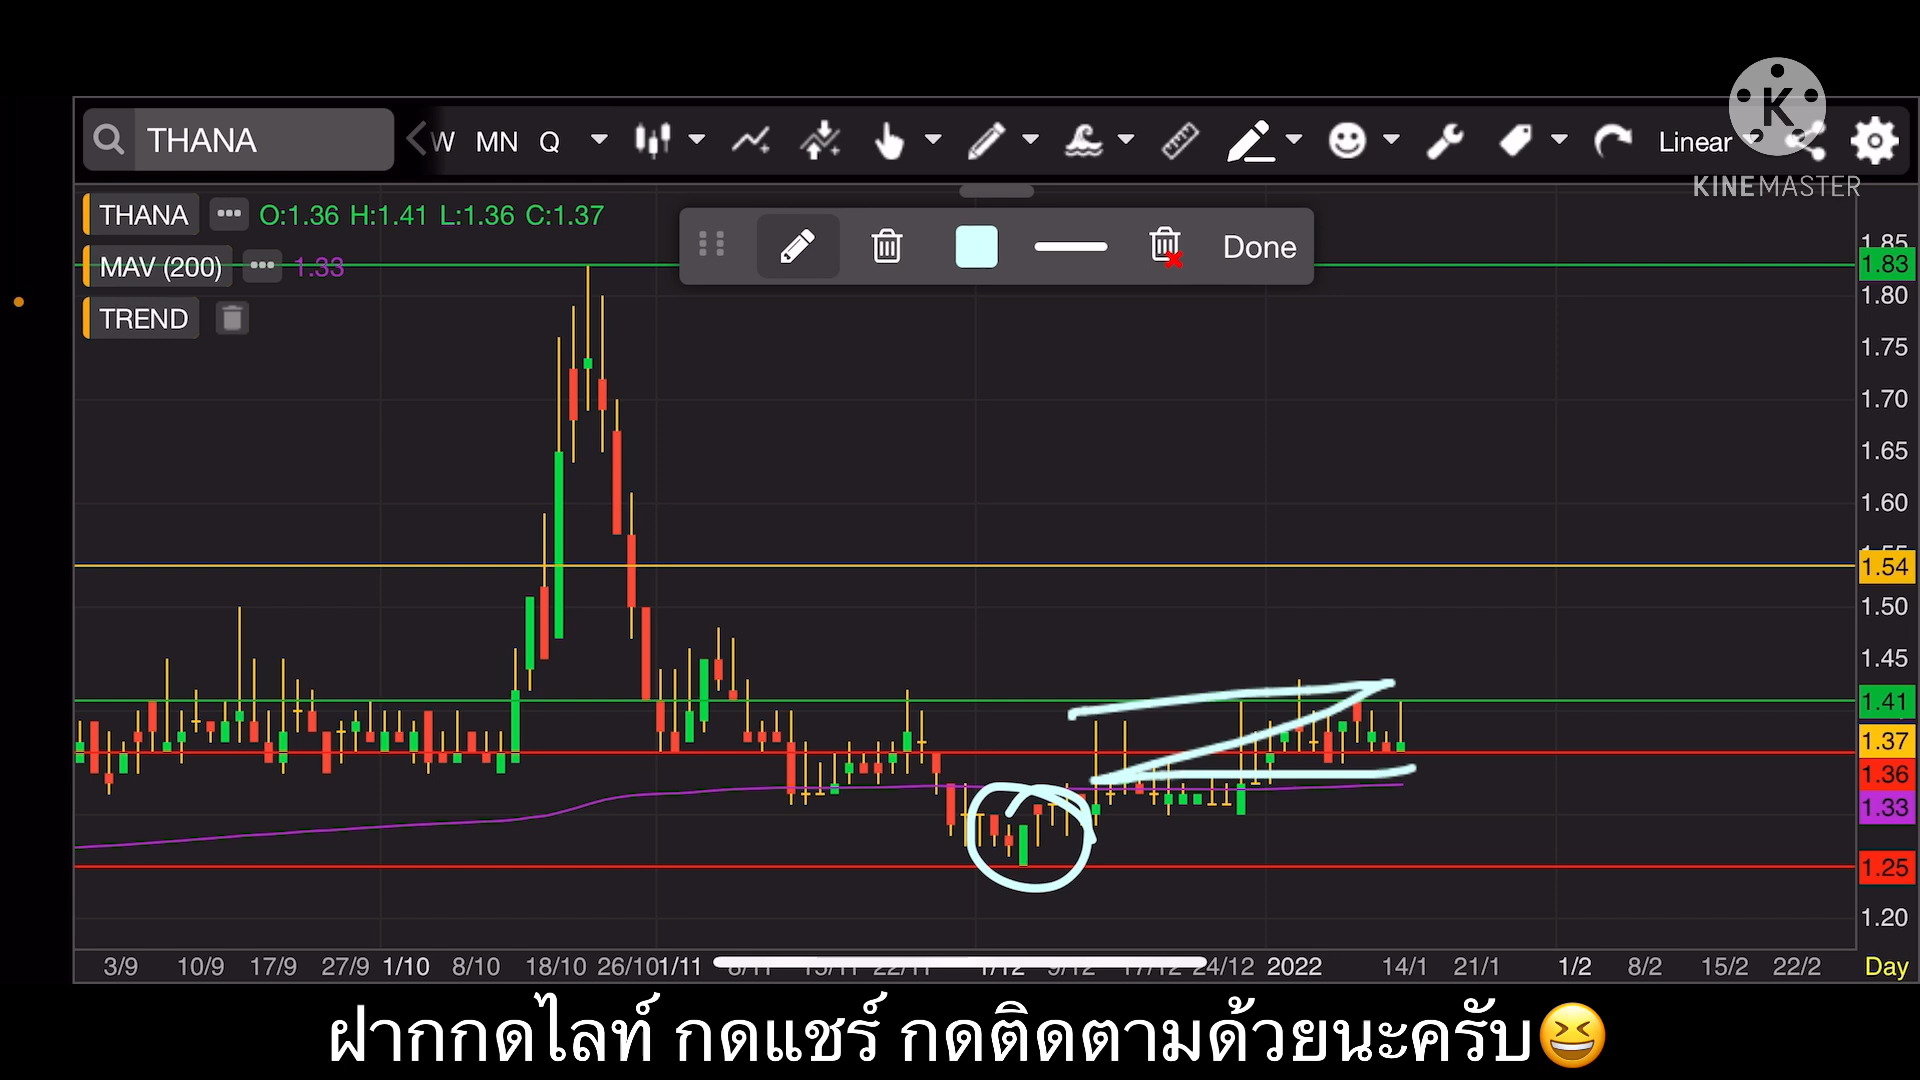 THANA W MN Q Linear
K
KINEMASTER
THANA O:1.36 H:1.41 L:1.36 C:1.37
Done
MAV (200) 1.33
TREND
1.85
1.83
1.80
1.75
1.70
1.65
1.60
1.54
1.50
1.45
1.41
1.37
1.36
1.33
1.25
1.20
3/9 10/9 17/9 27/9 1/10 8/10 18/10 26/10 1/11 24/12 2022 14/1 21/1 1/2 8/2 15/2 22/2 Day
ฝากกดไลท์ กดแชร์ กดติดตามด้วยนะครับ😆